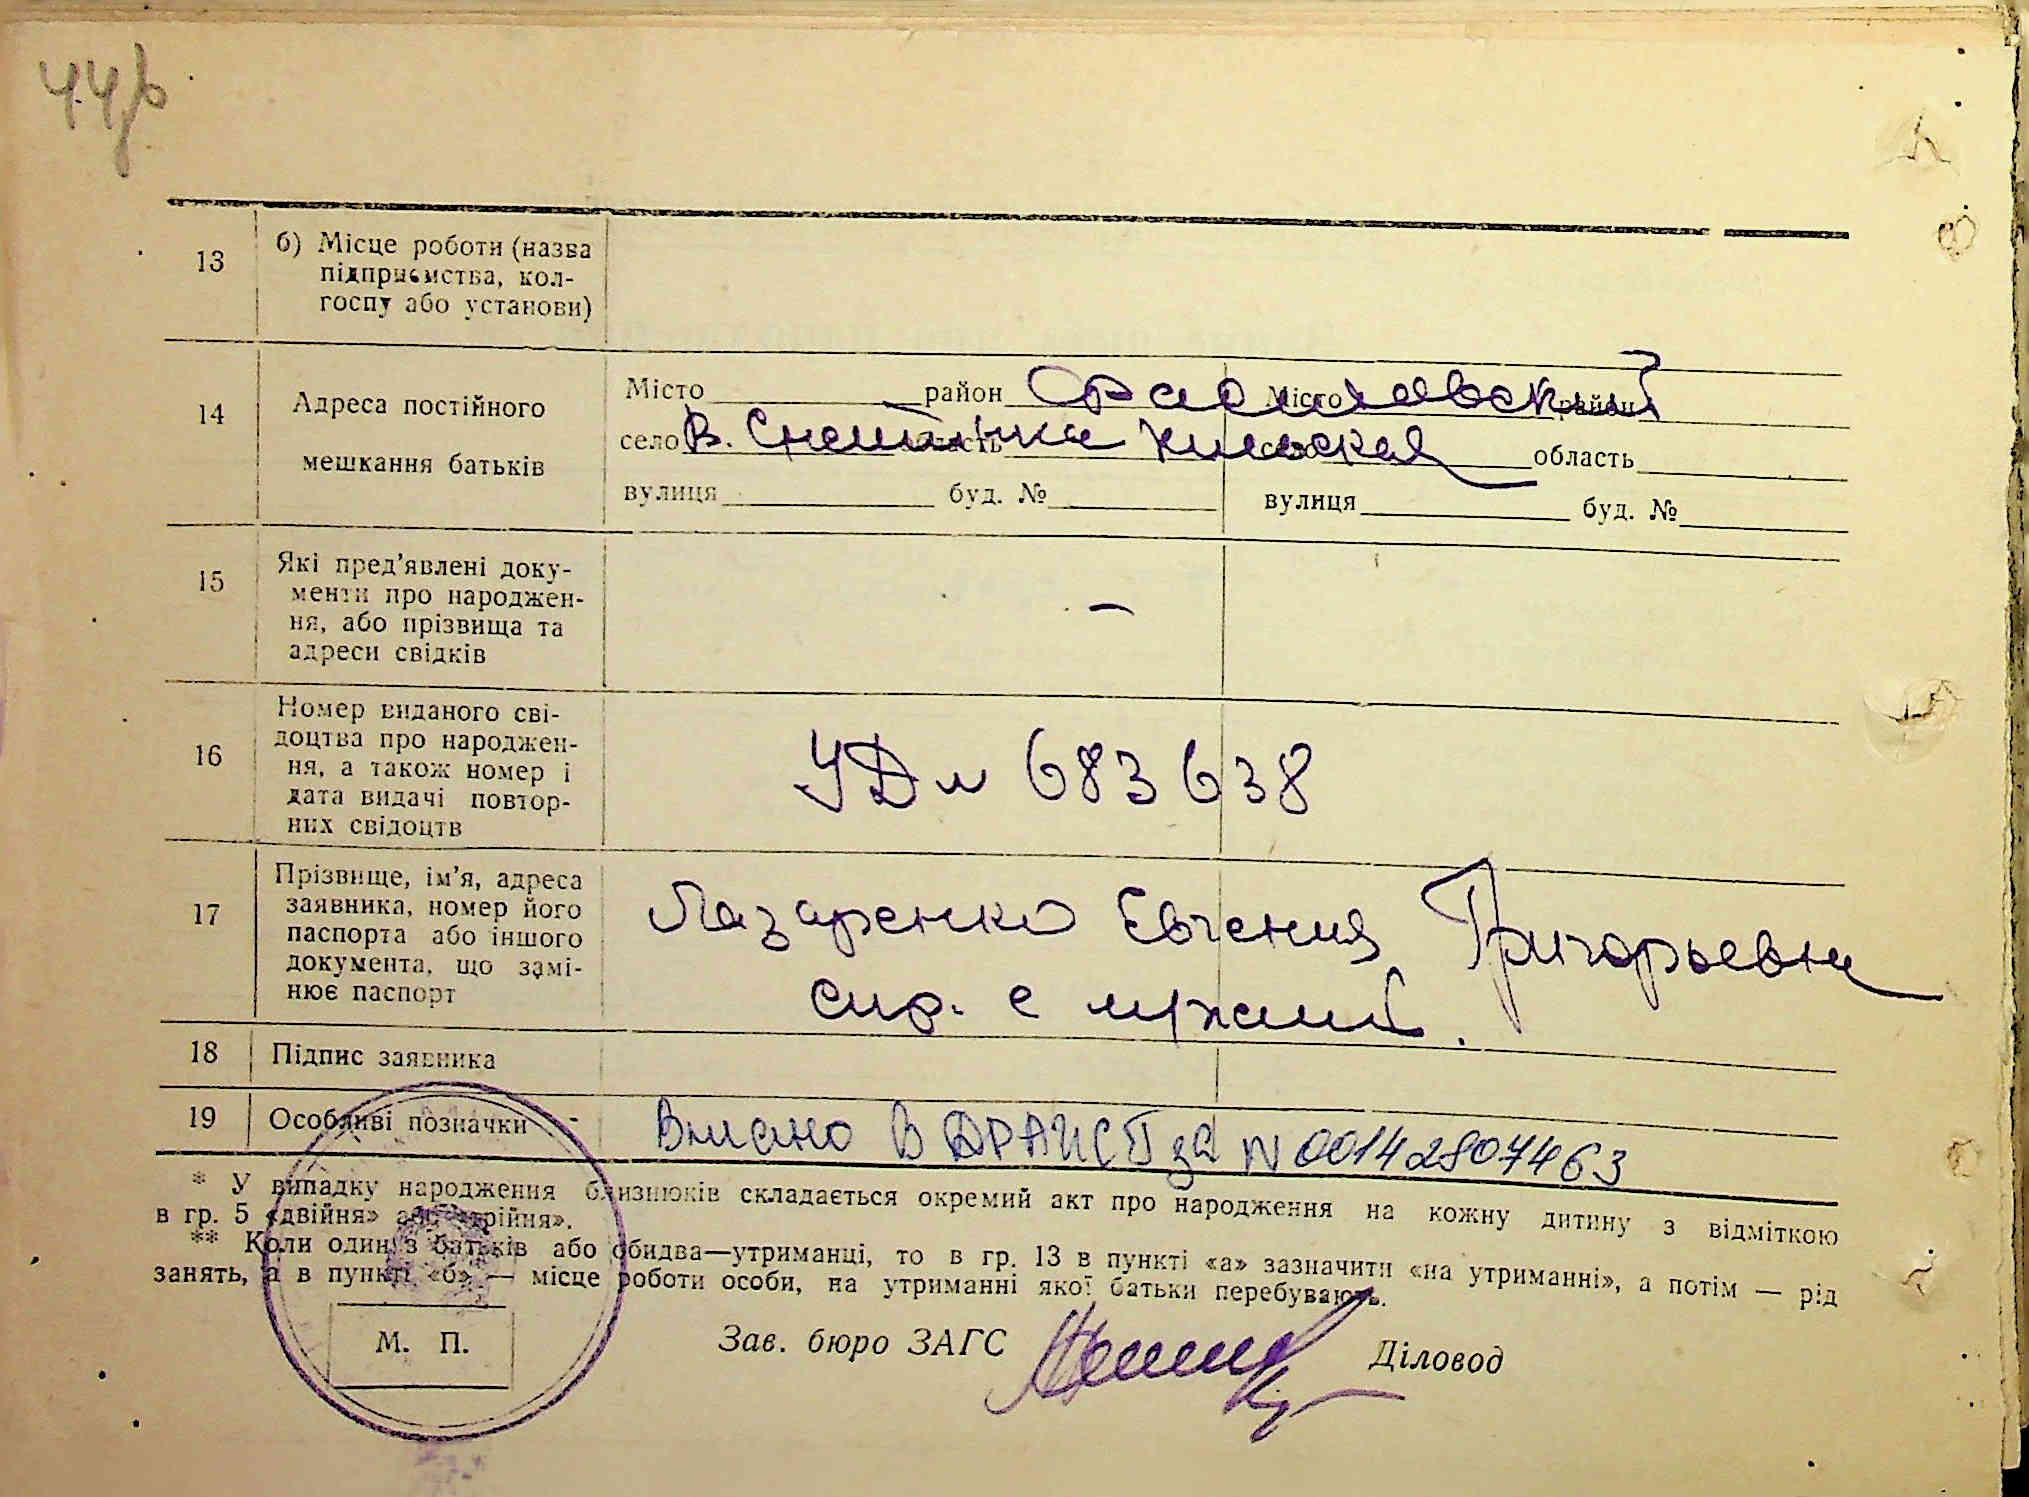 13
б) Місце роботи (назва
підприємства, кол-
госпу або установи)
14
Адреса постійного
мешкання батьків
Місто район Фастовский Місто район
село В. Снетинка область Киевская село область
вулиця буд. № вулиця буд. №
15
Які пред'явлені доку-
менти про народжен-
ня, або прізвища та
адреси свідків
—
16
Номер виданого сві-
доцтва про народжен-
ня, а також номер і
дата видачі повтор-
них свідоцтв
УД № 683638
17
Прізвище, ім'я, адреса
заявника, номер його
паспорта або іншого
документа, що замі-
нює паспорт
Лазаренко Евгения Григорьевна
спр. с
18
Підпис заявника
19
Особливі позначки -
Внесено в ДРАЦСГ за N 00142807463
* У випадку народження близнюків складається окремий акт про народження на кожну дитину з відміткою
в гр. 5 «двійня» або «трійня».
** Коли один з батьків або обидва—утриманці, то в гр. 13 в пункті «а» зазначити «на утриманні», а потім — рід
занять, а в пункті «б» — місце роботи особи, на утриманні якої батьки перебувають.
М. П.
Зав. бюро ЗАГС
Діловод